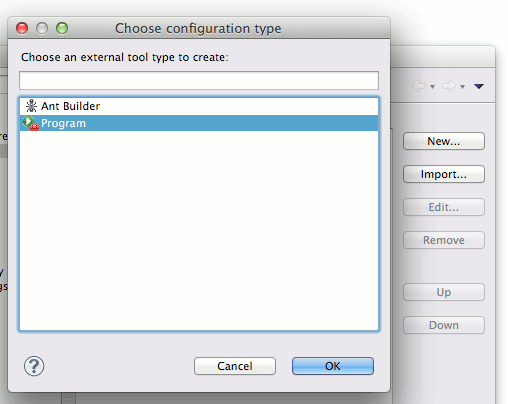 Choose configuration type
Choose an external tool type to create:
Ant Builder
Program
?
Cancel
OK
New...
Import...
Edit...
Remove
Up
Down